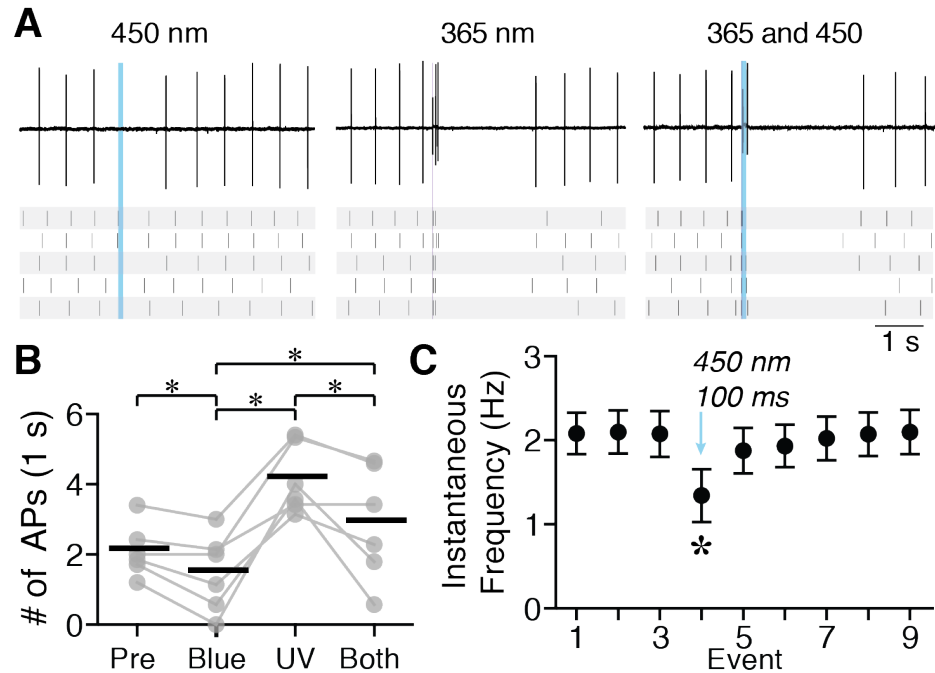 A
450 nm
365 nm
365 and 450
1 s
B
# of APs (1 s)
6
4
2
0
*
*
*
*
Pre
Blue
UV
Both
C
Instantaneous
Frequency (Hz)
3
2
1
0
450 nm
100 ms
*
1
3
5
7
9
Event